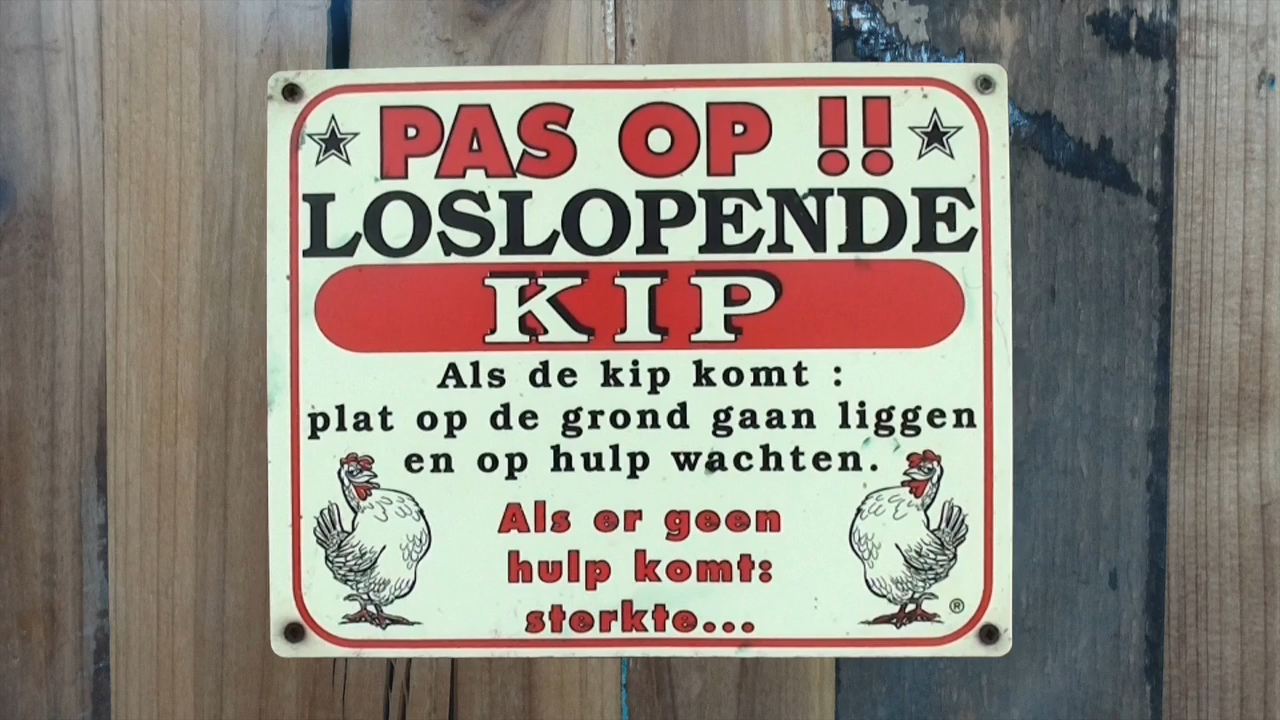 PAS OP !!
LOSLOPENDE
KIP
Als de kip komt :
plat op de grond gaan liggen
en op hulp wachten.
Als er geen
hulp komt:
sterkte...
®